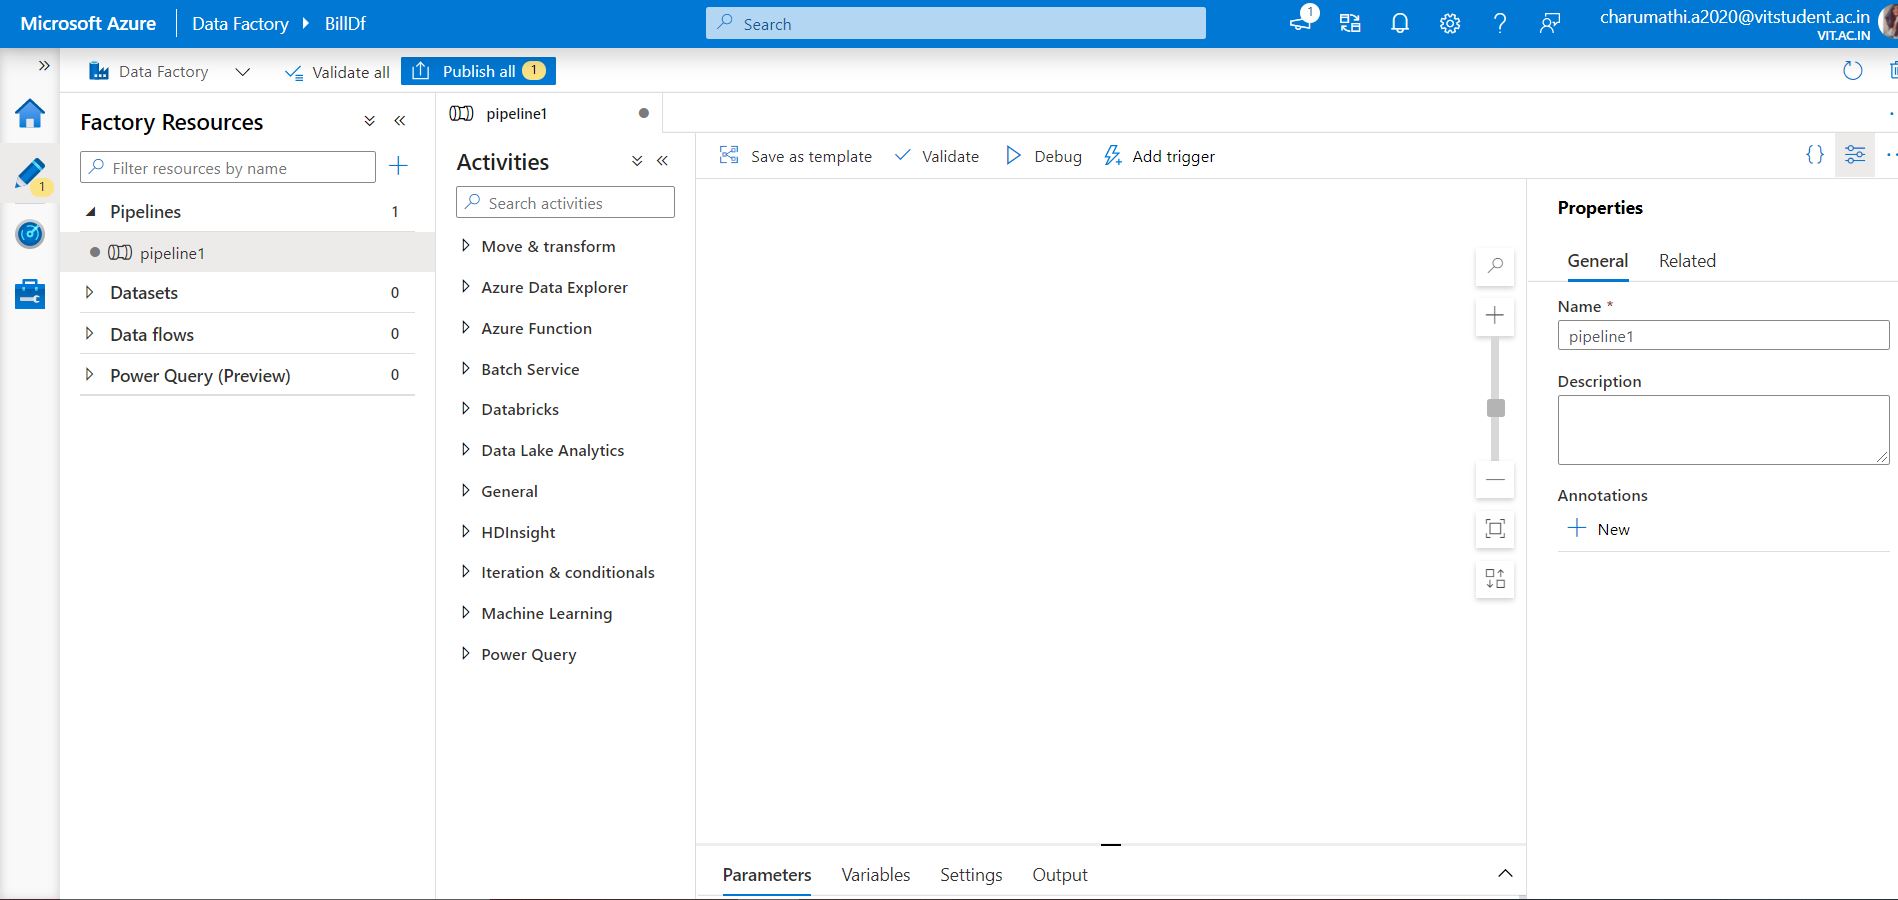 Microsoft Azure Data Factory BillDf Search 1 charumathi.a2020@vitstudent.ac.in
VIT.AC.IN
Data Factory Validate all Publish all 1
Factory Resources
Filter resources by name
1
Pipelines 1
pipeline1
Datasets 0
Data flows 0
Power Query (Preview) 0
pipeline1
Activities
Search activities
Move & transform
Azure Data Explorer
Azure Function
Batch Service
Databricks
Data Lake Analytics
General
HDInsight
Iteration & conditionals
Machine Learning
Power Query
Save as template Validate Debug Add trigger {}
Parameters Variables Settings Output
Properties
General Related
Name *
pipeline1
Description
Annotations
New